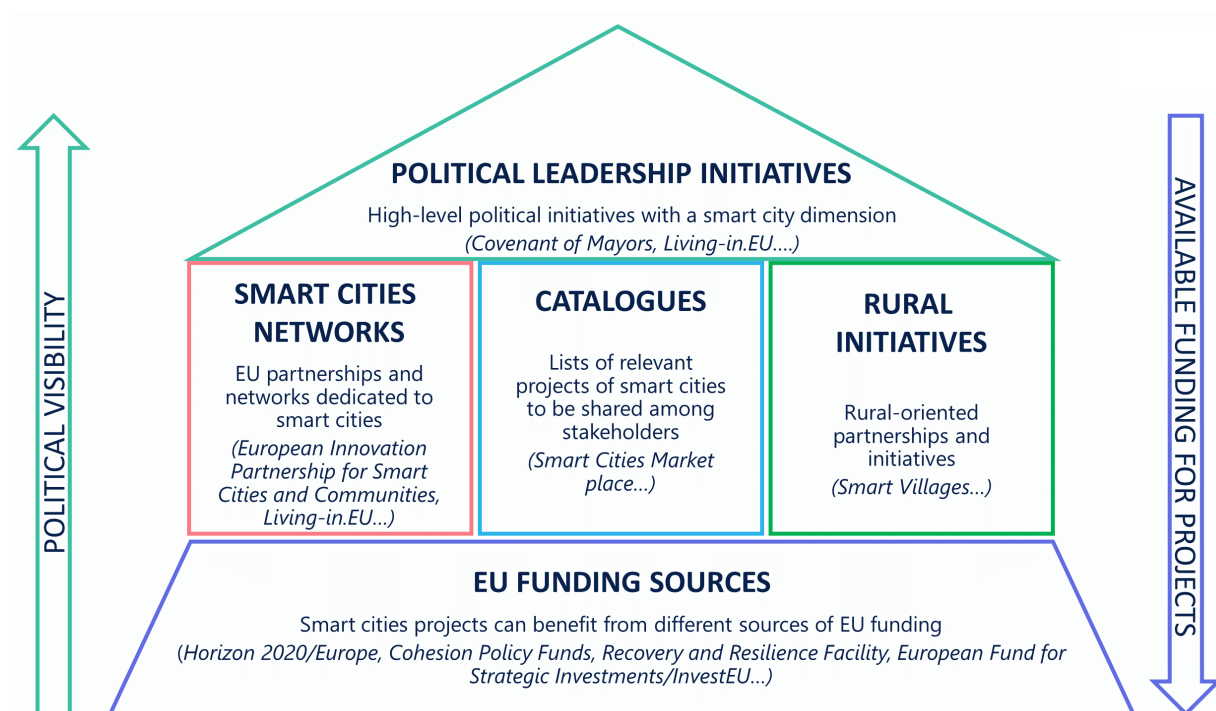 POLITICAL LEADERSHIP INITIATIVES
High-level political initiatives with a smart city dimension
(Covenant of Mayors, Living-in.EU....)
POLITICAL VISIBILITY
SMART CITIES
NETWORKS
EU partnerships and
networks dedicated to
smart cities
(European Innovation
Partnership for Smart
Cities and Communities,
Living-in.EU...)
CATALOGUES
Lists of relevant
projects of smart cities
to be shared among
stakeholders
(Smart Cities Market
place...)
RURAL
INITIATIVES
Rural-oriented
partnerships and
initiatives
(Smart Villages...)
AVAILABLE FUNDING FOR PROJECTS
EU FUNDING SOURCES
Smart cities projects can benefit from different sources of EU funding
(Horizon 2020/Europe, Cohesion Policy Funds, Recovery and Resilience Facility, European Fund for
Strategic Investments/InvestEU...)